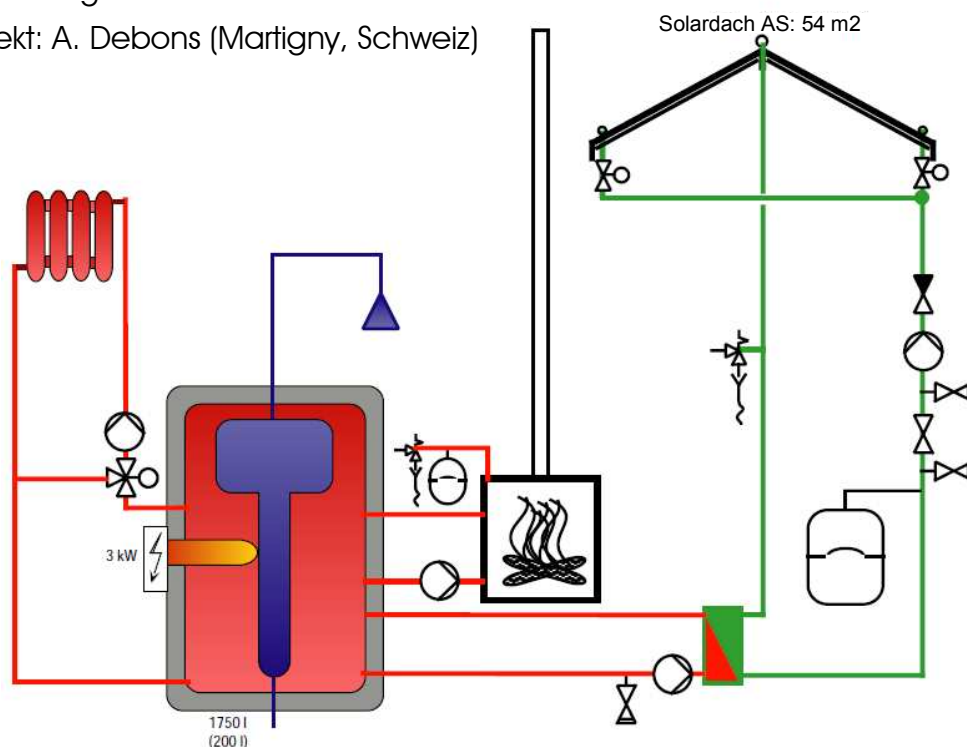 ekt: A. Debons (Martigny, Schweiz)
Solardach AS: 54 m2
3 kW
1750 l
(200 l)